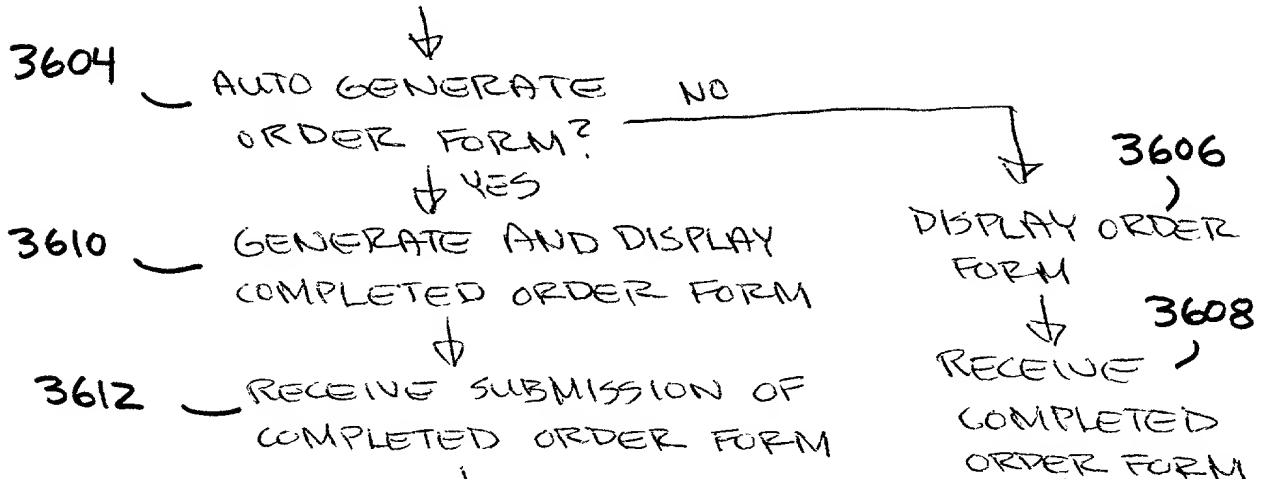 3604
AUTO GENERATE NO
ORDER FORM?
3606
YES
3610
GENERATE AND DISPLAY
COMPLETED ORDER FORM
DISPLAY ORDER
FORM
3608
3612
RECEIVE SUBMISSION OF
COMPLETED ORDER FORM
RECEIVE
COMPLETED
ORDER FORM